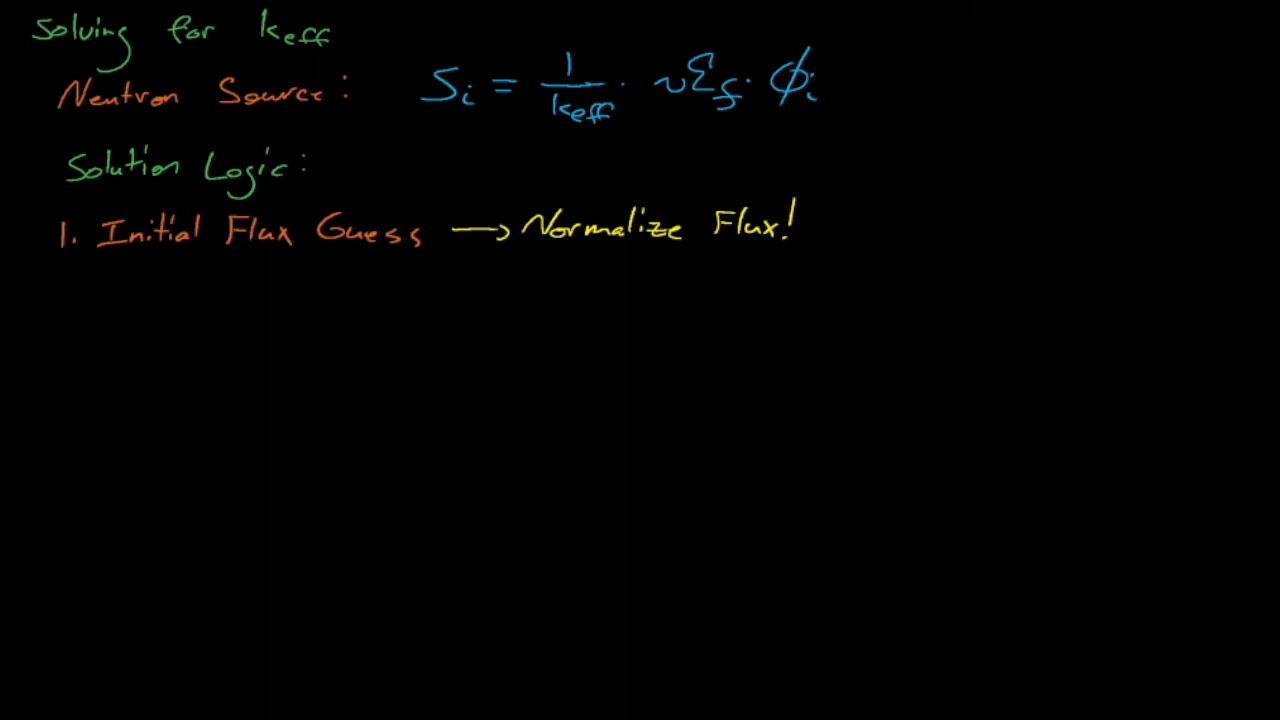 Solving for keff
Neutron Source: Si = 1/keff · νΣf · ϕi
Solution Logic:
1. Initial Flux Guess → Normalize Flux!